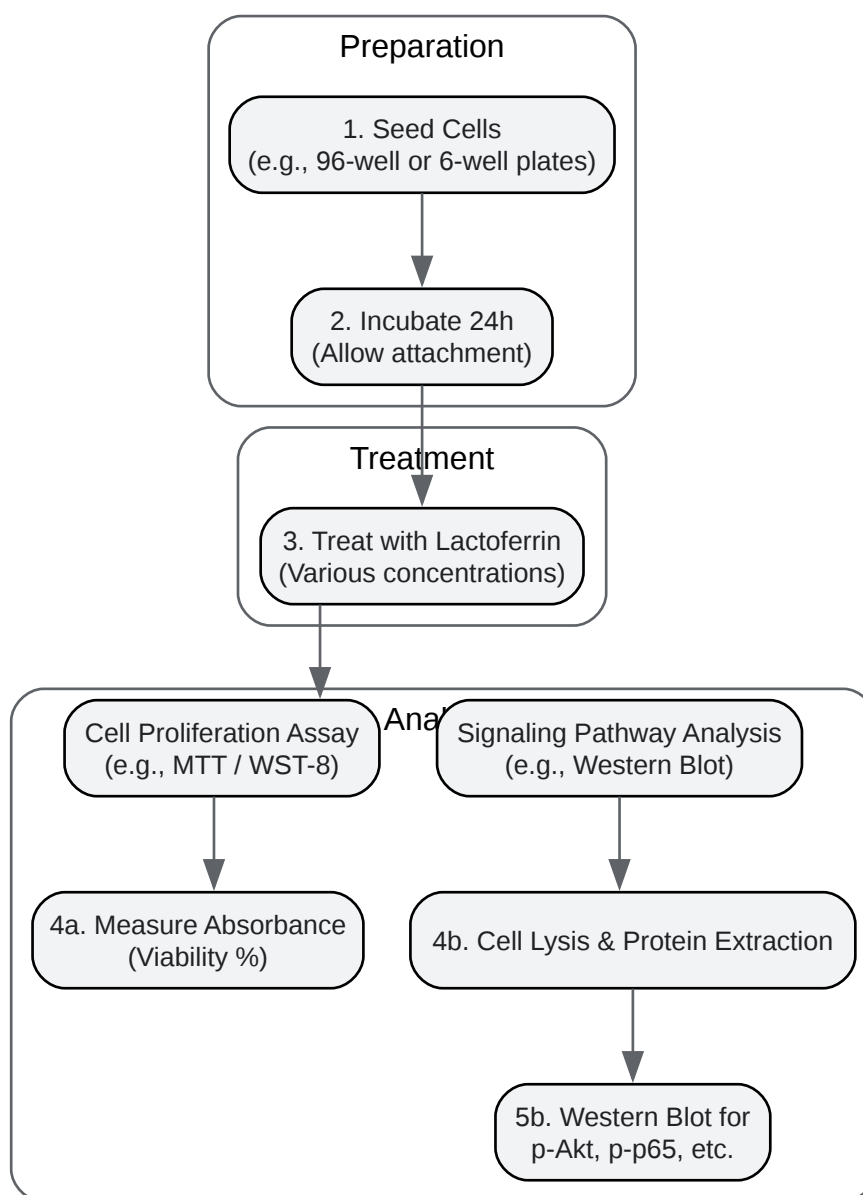 Preparation
1. Seed Cells
(e.g., 96-well or 6-well plates)
2. Incubate 24h
(Allow attachment)
Treatment
3. Treat with Lactoferrin
(Various concentrations)
Cell Proliferation Assay
(e.g., MTT / WST-8)
Signaling Pathway Analysis
(e.g., Western Blot)
4a. Measure Absorbance
(Viability %)
4b. Cell Lysis & Protein Extraction
5b. Western Blot for
p-Akt, p-p65, etc.